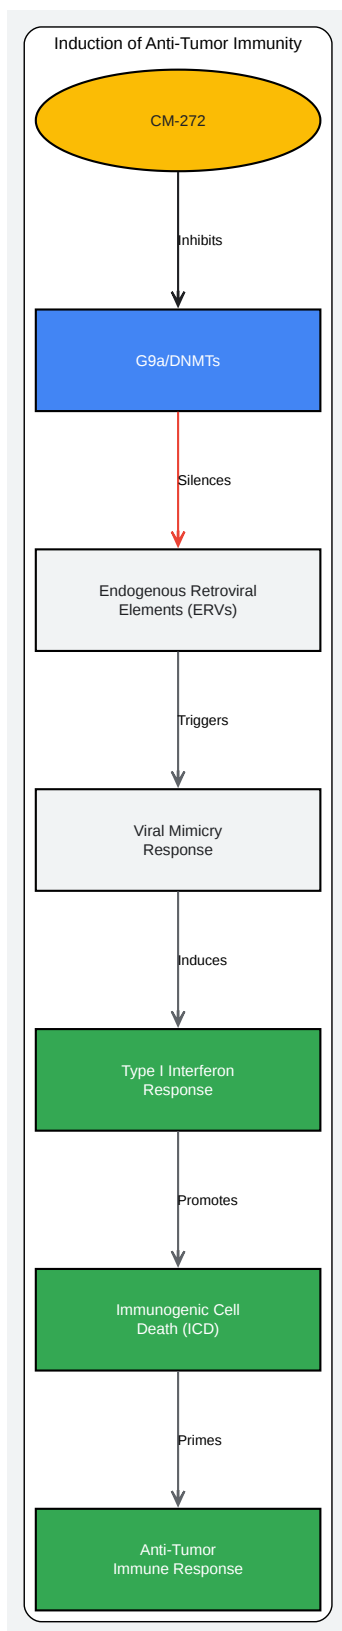 Induction of Anti-Tumor Immunity
CM-272
Inhibits
G9a/DNMTs
Silences
Endogenous Retroviral
Elements (ERVs)
Triggers
Viral Mimicry
Response
Induces
Type I Interferon
Response
Promotes
Immunogenic Cell
Death (ICD)
Primes
Anti-Tumor
Immune Response